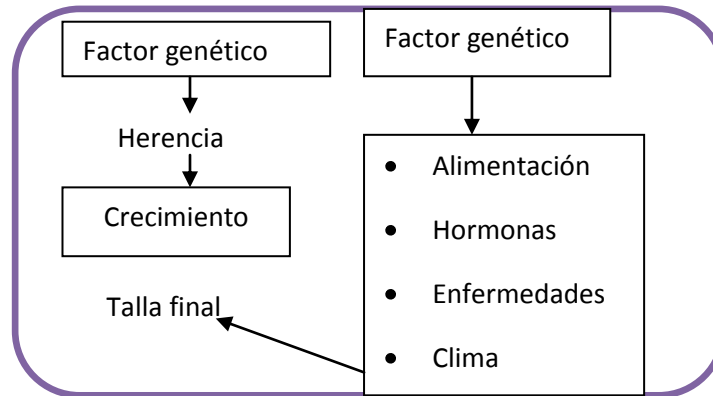 Factor genético
Herencia
Crecimiento
Talla final
Factor genético
• Alimentación
• Hormonas
• Enfermedades
• Clima